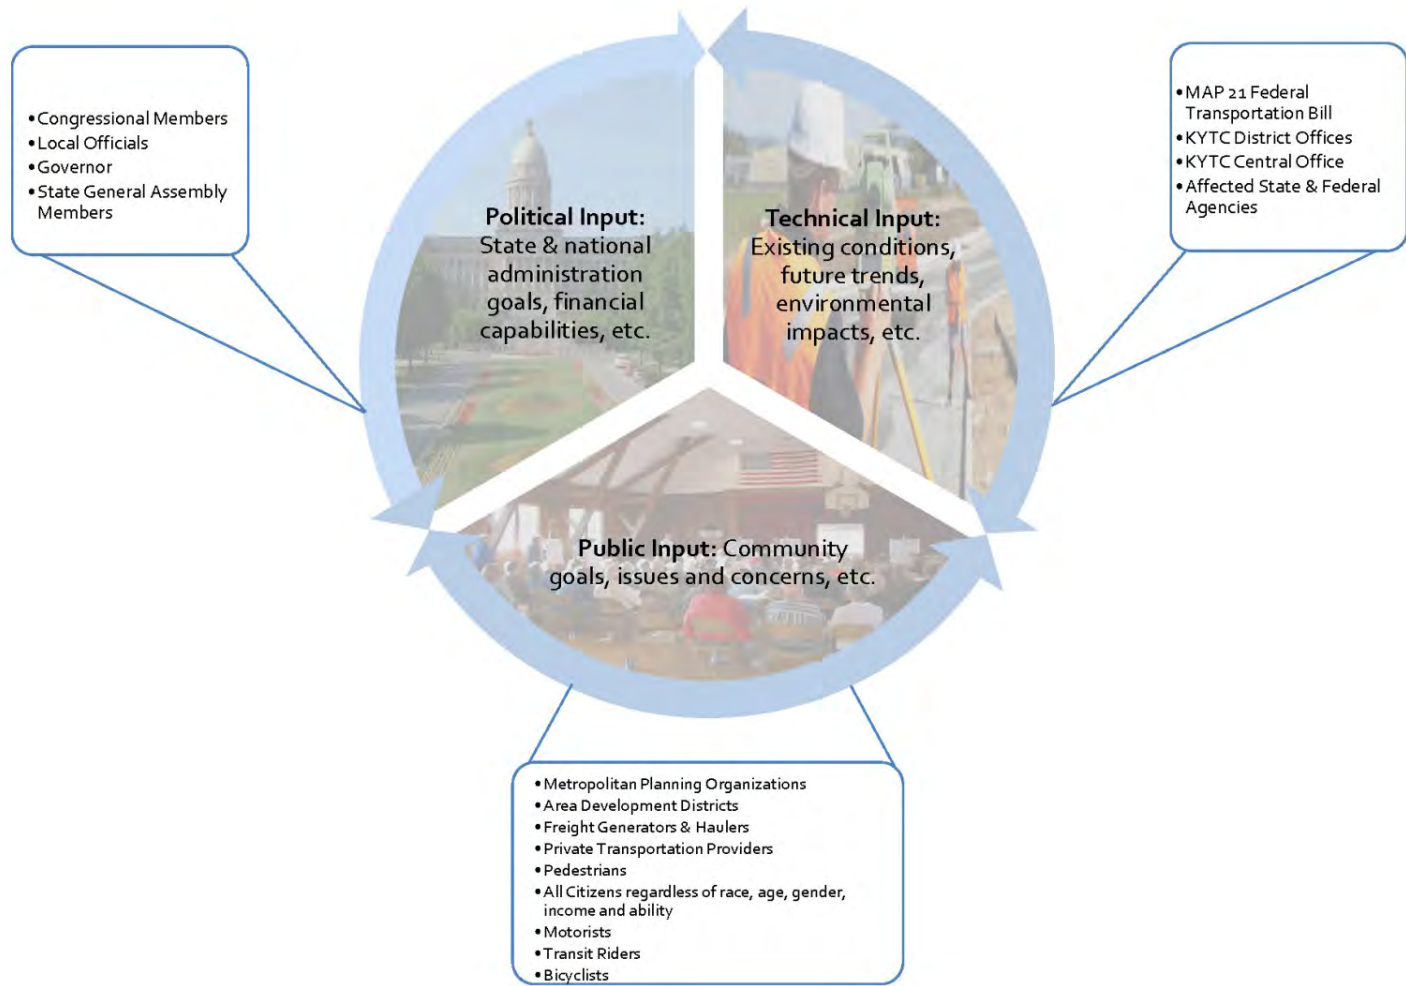 • Congressional Members
• Local Officials
• Governor
• State General Assembly
Members
Political Input:
State & national
administration
goals, financial
capabilities, etc.
Technical Input:
Existing conditions,
future trends,
environmental
impacts, etc.
• MAP 21 Federal
Transportation Bill
• KYTC District Offices
• KYTC Central Office
• Affected State & Federal
Agencies
Public Input: Community
goals, issues and concerns, etc.
• Metropolitan Planning Organizations
• Area Development Districts
• Freight Generators & Haulers
• Private Transportation Providers
• Pedestrians
• All Citizens regardless of race, age, gender,
income and ability
• Motorists
• Transit Riders
• Bicyclists